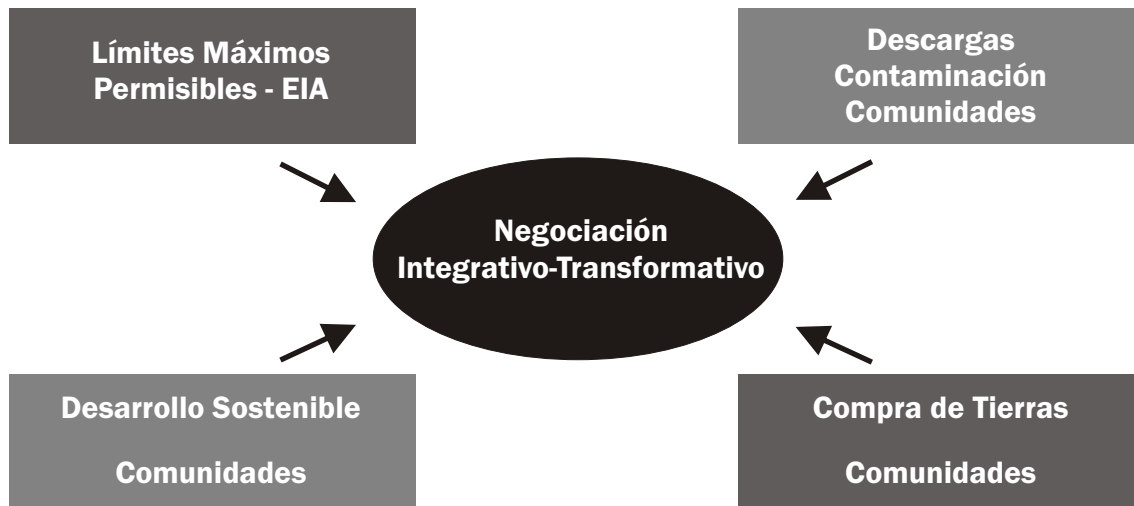 Límites Máximos
Permisibles - EIA
Descargas
Contaminación
Comunidades
Negociación
Integrativo-Transformativo
Desarrollo Sostenible
Comunidades
Compra de Tierras
Comunidades